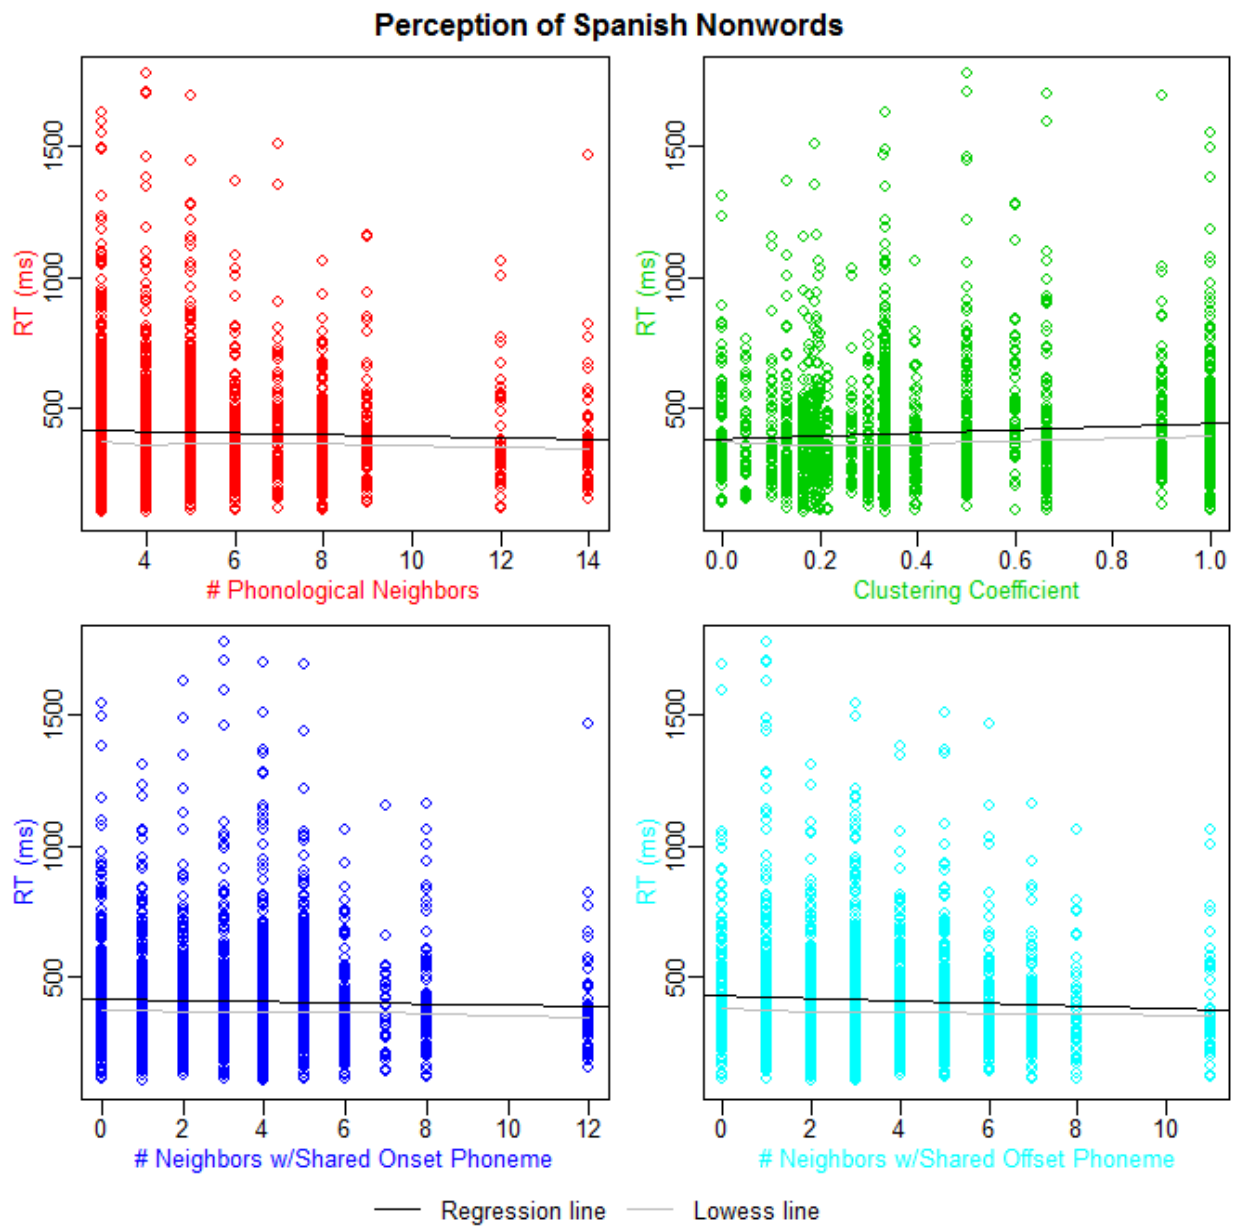 Perception of Spanish Nonwords
RT (ms)
500
1000
1500
4 6 8 10 12 14
# Phonological Neighbors
RT (ms)
500
1000
1500
0.0 0.2 0.4 0.6 0.8 1.0
Clustering Coefficient
RT (ms)
500
1000
1500
0 2 4 6 8 10 12
# Neighbors w/Shared Onset Phoneme
RT (ms)
500
1000
1500
0 2 4 6 8 10
# Neighbors w/Shared Offset Phoneme
Regression line Lowess line